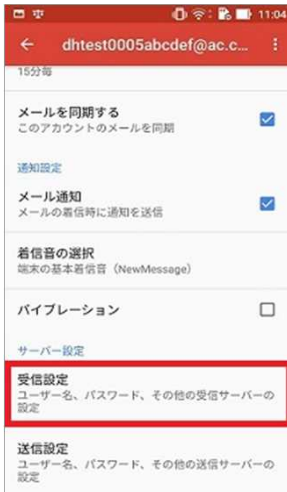 11:04
dhtest0005abcdef@ac.c...
15分毎
メールを同期する
このアカウントのメールを同期
通知設定
メール通知
メールの着信時に通知を送信
着信音の選択
端末の基本着信音（NewMessage）
バイブレーション
サーバー設定
受信設定
ユーザー名、パスワード、その他の受信サーバーの
設定
送信設定
ユーザー名、パスワード、その他の送信サーバーの
設定